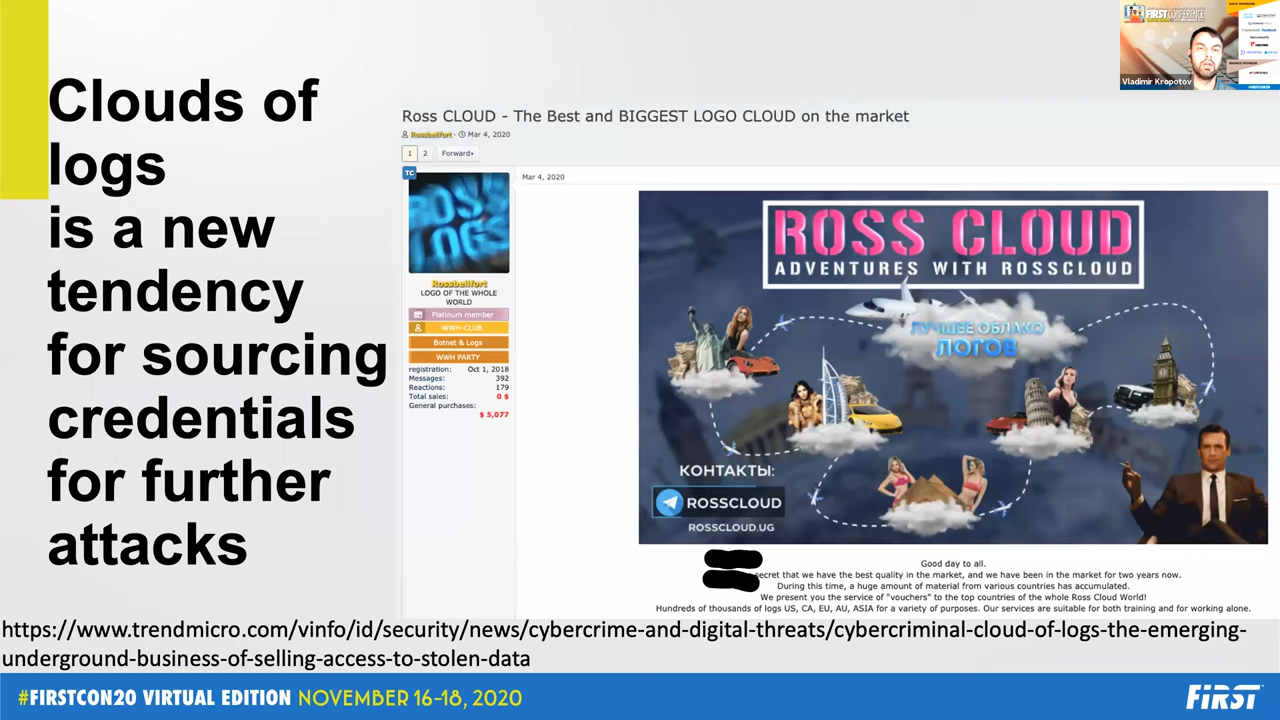 Clouds of
logs
is a new
tendency
for sourcing
credentials
for further
attacks
FIRSTCONFERENCE
Vladimir Kropotov
Ross CLOUD - The Best and BIGGEST LOGO CLOUD on the market
Rossbellfort · Mar 4, 2020
1 2 Forward
TC
Mar 4, 2020
ROSS LOGS
Rossbellfort
LOGO OF THE WHOLE
WORLD
Platinum member
WWH-CLUB
Botnet & Logs
WWH PARTY
registration: Oct 1, 2018
Messages: 392
Reactions: 179
Total sales: 0 $
General purchases:
$ 5,077
ROSS CLOUD
ADVENTURES WITH ROSSCLOUD
ЛУЧШЕЕ ОБЛАКО
ЛОГОВ
КОНТАКТЫ:
ROSSCLOUD
ROSSCLOUD.UG
Good day to all.
secret that we have the best quality in the market, and we have been in the market for two years now.
During this time, a huge amount of material from various countries has accumulated.
We present you the service of "vouchers" to the top countries of the whole Ross Cloud World!
Hundreds of thousands of logs US, CA, EU, AU, ASIA for a variety of purposes. Our services are suitable for both training and for working alone.
https://www.trendmicro.com/vinfo/id/security/news/cybercrime-and-digital-threats/cybercriminal-cloud-of-logs-the-emerging-
underground-business-of-selling-access-to-stolen-data
#FIRSTCON20 VIRTUAL EDITION NOVEMBER 16-18, 2020
FIRST